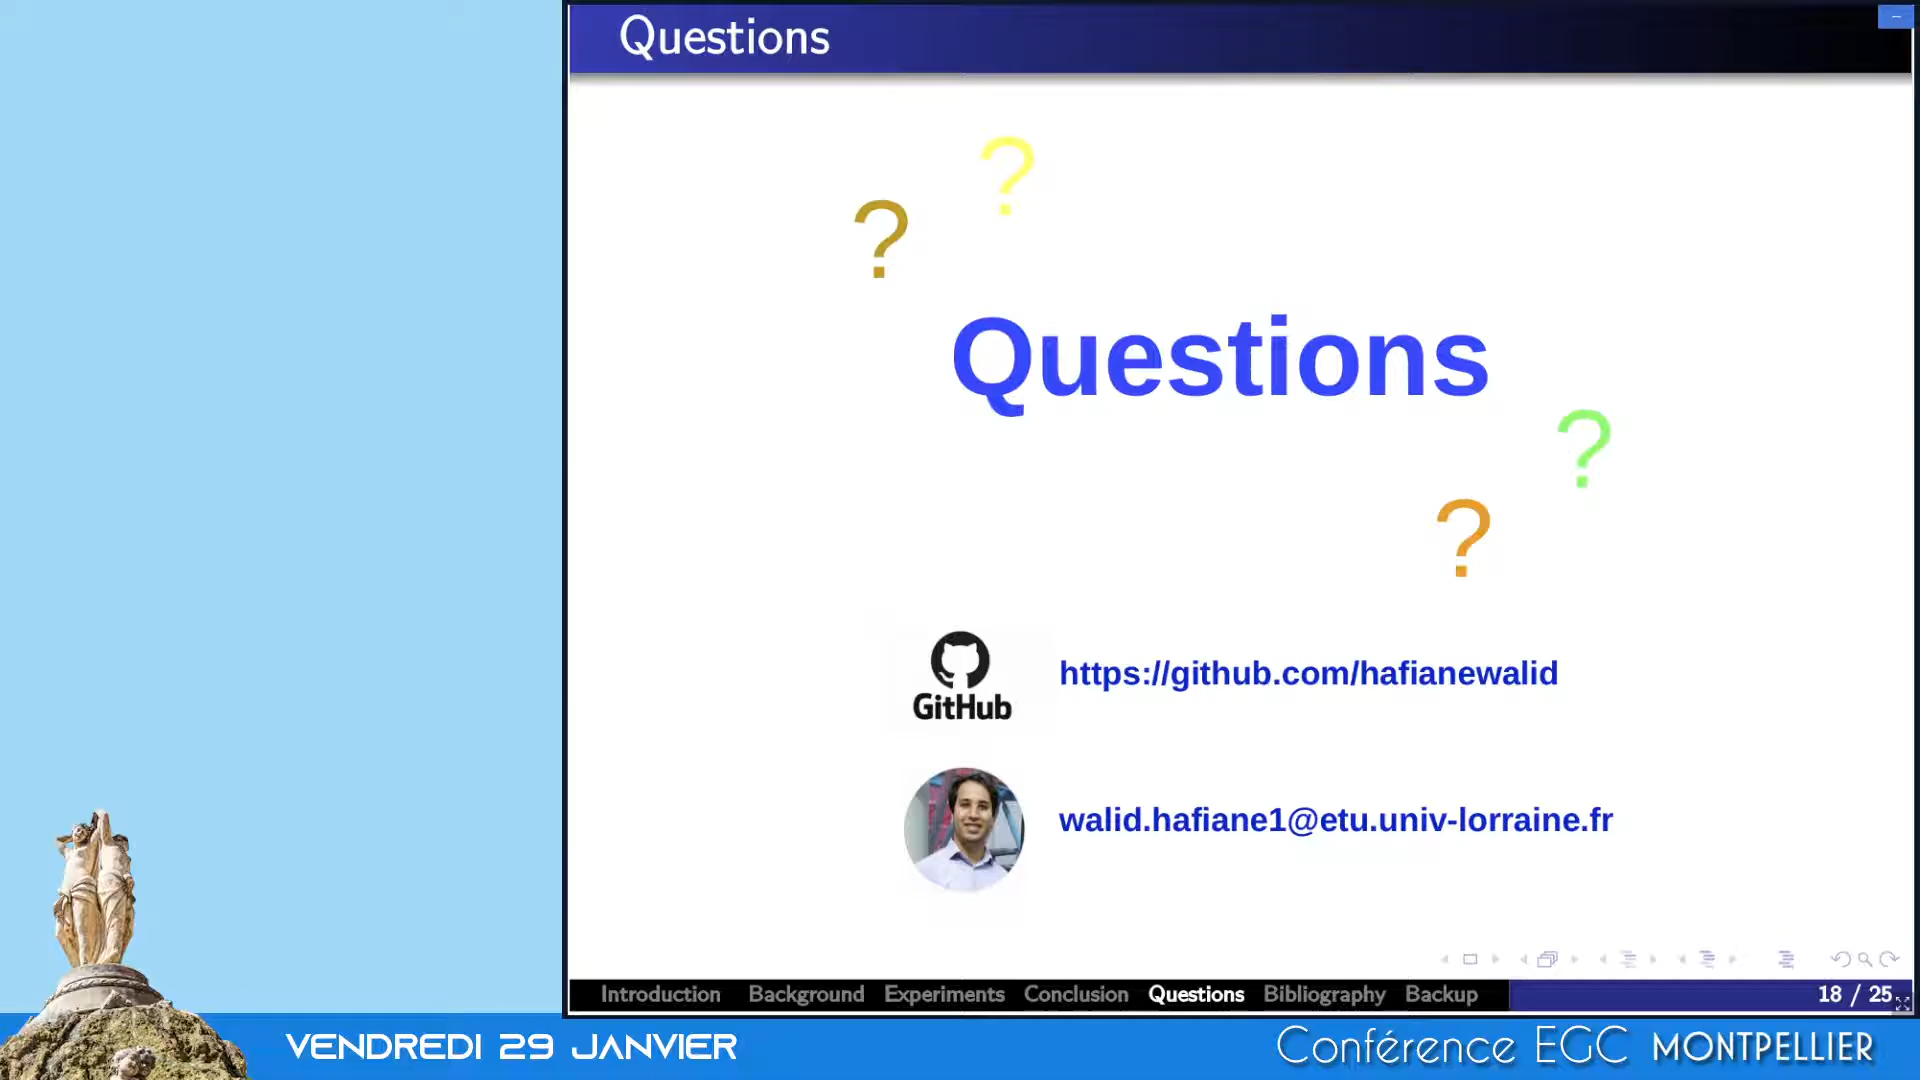 Questions
?
?
Questions
?
?
GitHub
https://github.com/hafianewalid
walid.hafiane1@etu.univ-lorraine.fr
Introduction Background Experiments Conclusion Questions Bibliography Backup 18 / 25
VENDREDI 29 JANVIER
Conférence EGC MONTPELLIER